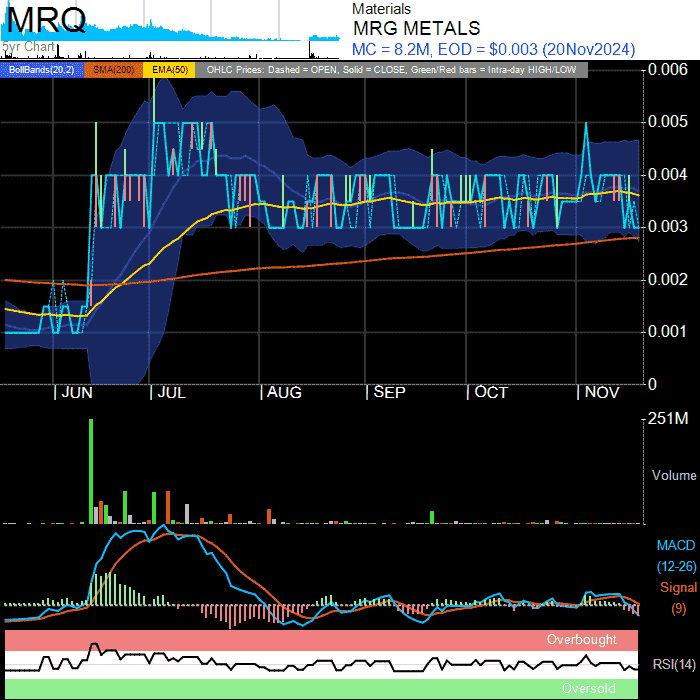 MRQ
5yr Chart
Materials
MRG METALS
MC = 8.2M, EOD = $0.003 (20Nov2024)
BollBands(20,2) SMA(200) EMA(50) OHLC Prices: Dashed = OPEN, Solid = CLOSE, Green/Red bars = Intra-day HIGH/LOW
0.006
0.005
0.004
0.003
0.002
0.001
0
JUN JUL AUG SEP OCT NOV
251M
Volume
MACD
(12-26)
Signal
(9)
Overbought
RSI(14)
Oversold